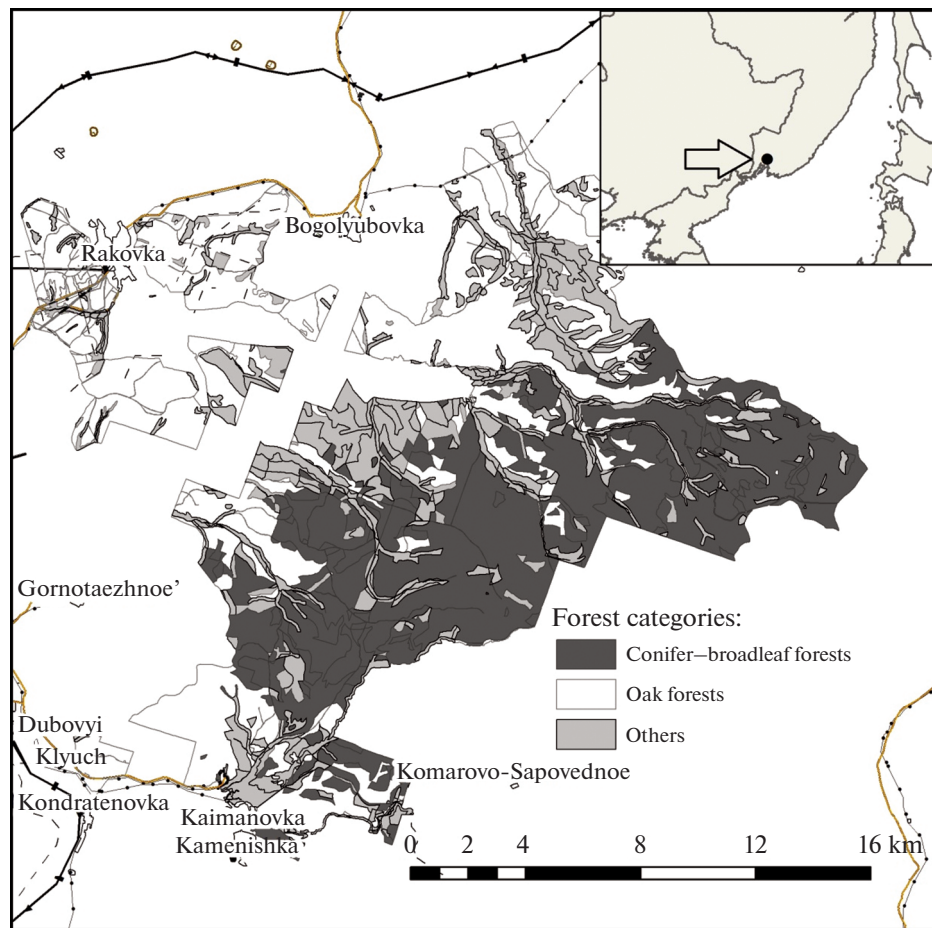 Bogolyubovka
Rakovka
Gornotaezhnoe’
Forest categories:
Conifer–broadleaf forests
Oak forests
Others
Dubovyi
Klyuch
Kondratenovka
Komarovo-Sapovednoe
Kaimanovka
Kamenishka
0 2 4 8 12 16 km